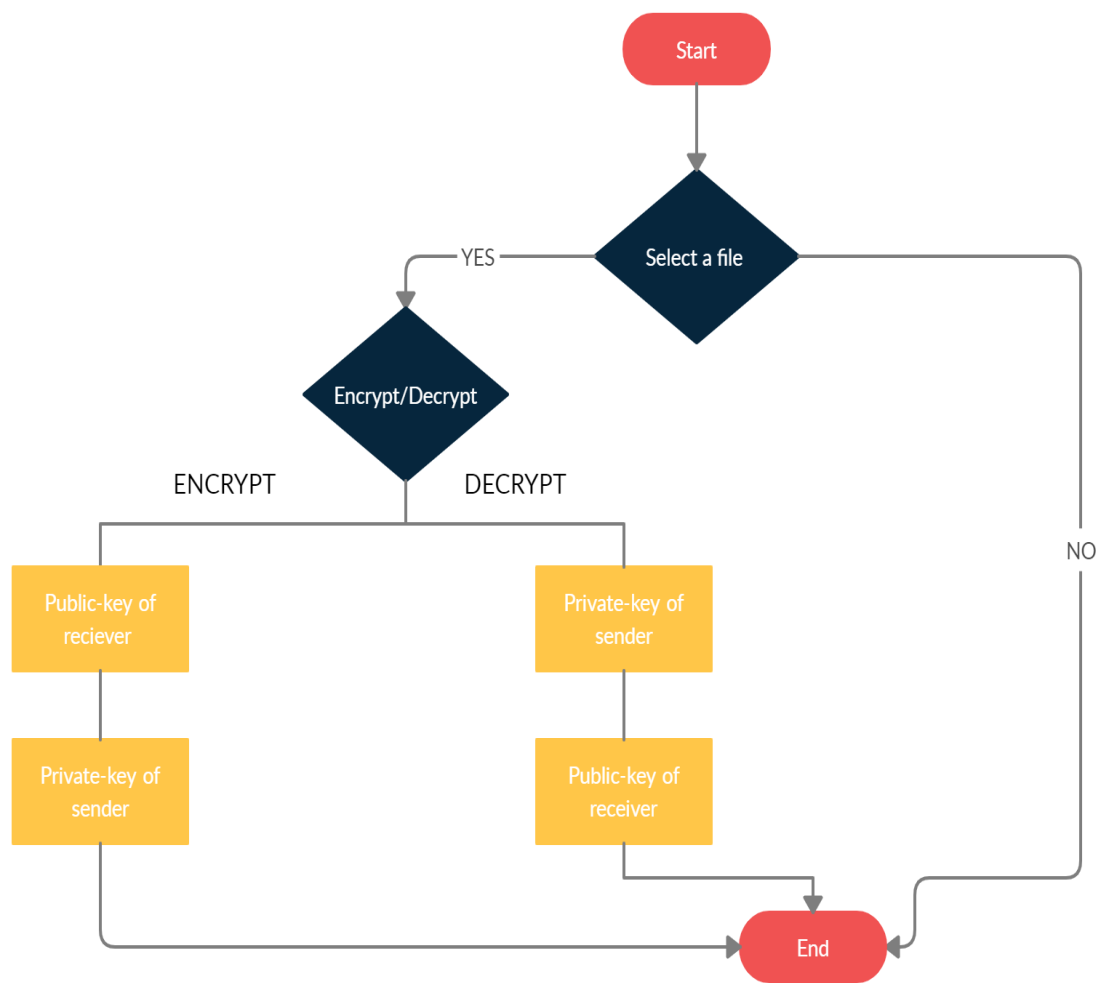 Start
Select a file
YES
Encrypt/Decrypt
ENCRYPT
DECRYPT
NO
Public-key of
reciever
Private-key of
sender
Private-key of
sender
Public-key of
receiver
End